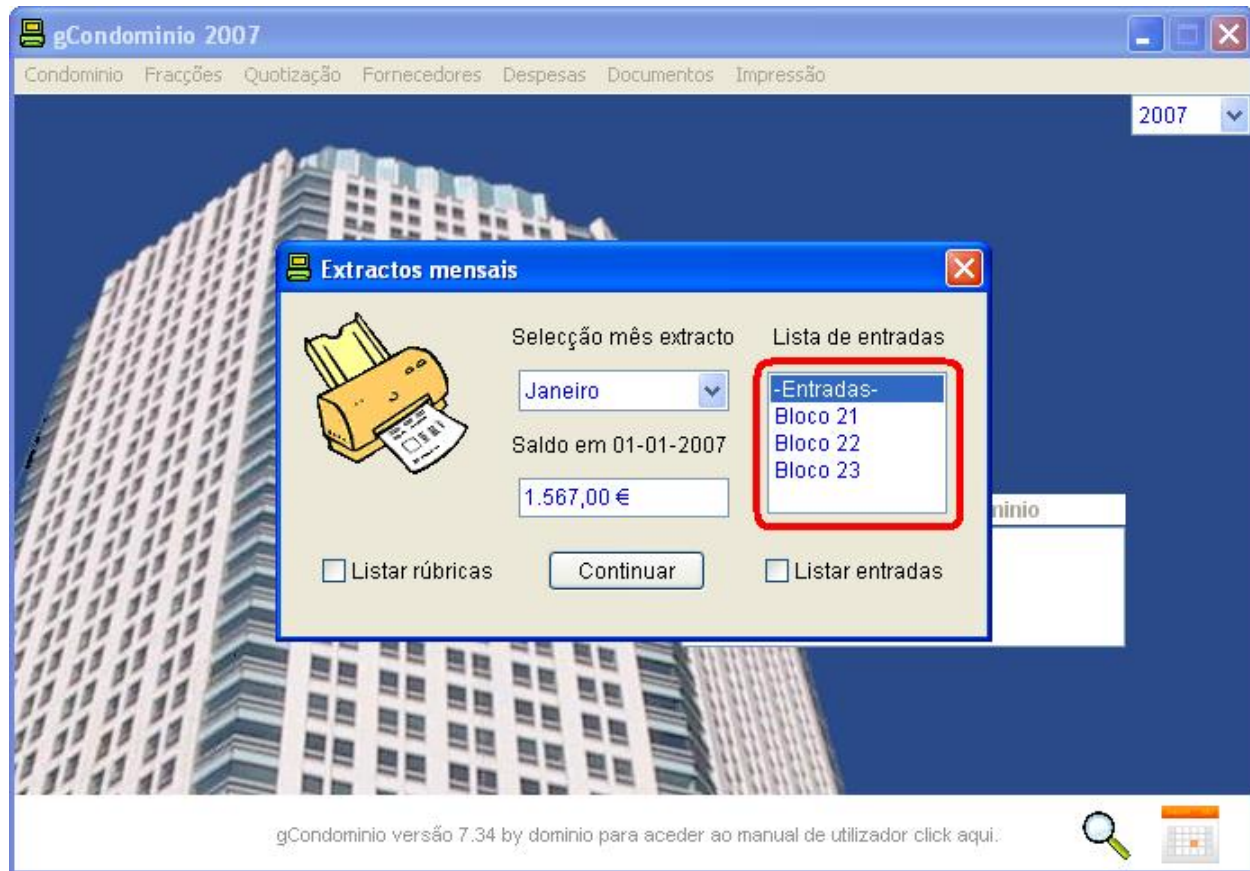 gCondominio 2007
Condominio Fracções Quotização Fornecedores Despesas Documentos Impressão
2007
Extractos mensais
Selecção mês extracto Lista de entradas
Janeiro
-Entradas-
Bloco 21
Bloco 22
Bloco 23
Saldo em 01-01-2007
1.567,00 €
Listar rúbricas Continuar Listar entradas
gCondominio versão 7.34 by dominio para aceder ao manual de utilizador click aqui.